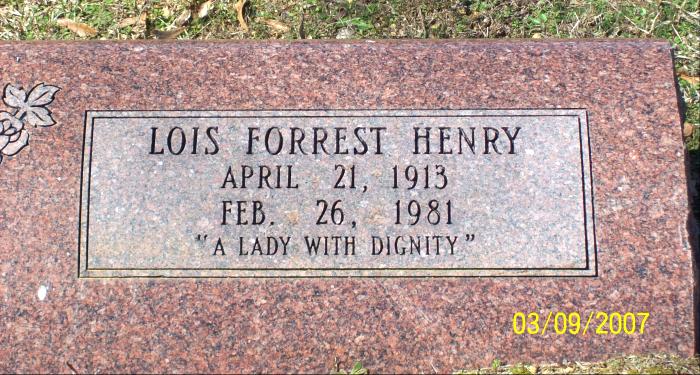 LOIS FORREST HENRY
APRIL 21, 1913
FEB. 26, 1981
"A LADY WITH DIGNITY"
03/09/2007